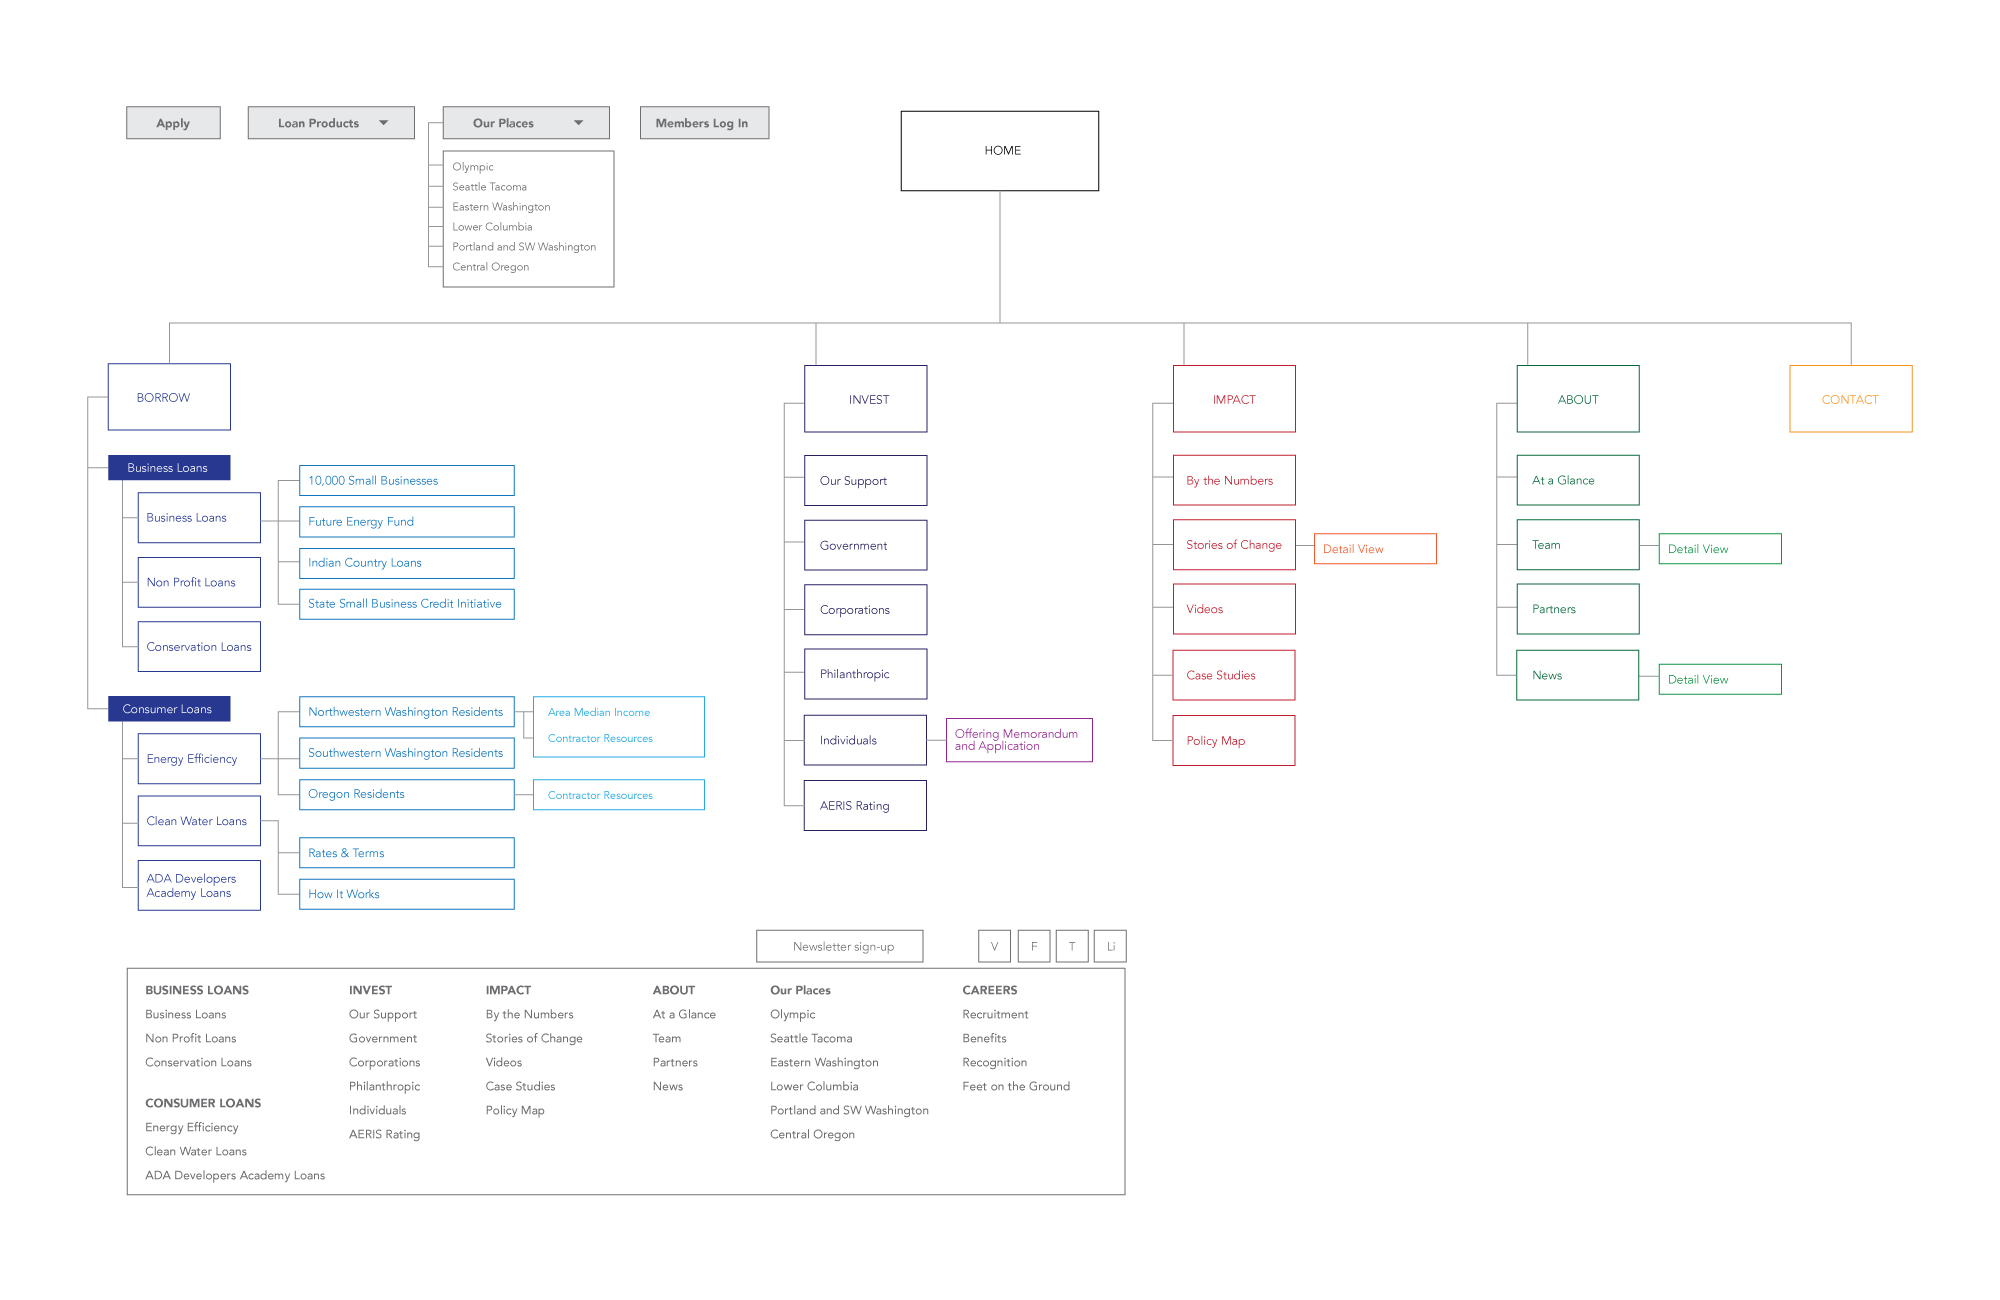 Apply
Loan Products
Our Places
Members Log In
Olympic
Seattle Tacoma
Eastern Washington
Lower Columbia
Portland and SW Washington
Central Oregon
HOME
BORROW
Business Loans
Business Loans
Non Profit Loans
Conservation Loans
10,000 Small Businesses
Future Energy Fund
Indian Country Loans
State Small Business Credit Initiative
Consumer Loans
Energy Efficiency
Clean Water Loans
ADA Developers
Academy Loans
Northwestern Washington Residents
Southwestern Washington Residents
Oregon Residents
Rates & Terms
How It Works
Area Median Income
Contractor Resources
Contractor Resources
INVEST
Our Support
Government
Corporations
Philanthropic
Individuals
AERIS Rating
Offering Memorandum
and Application
IMPACT
By the Numbers
Stories of Change
Videos
Case Studies
Policy Map
Detail View
ABOUT
At a Glance
Team
Partners
News
Detail View
Detail View
CONTACT
Newsletter sign-up
V
F
T
Li
BUSINESS LOANS
Business Loans
Non Profit Loans
Conservation Loans
CONSUMER LOANS
Energy Efficiency
Clean Water Loans
ADA Developers Academy Loans
INVEST
Our Support
Government
Corporations
Philanthropic
Individuals
AERIS Rating
IMPACT
By the Numbers
Stories of Change
Videos
Case Studies
Policy Map
ABOUT
At a Glance
Team
Partners
News
Our Places
Olympic
Seattle Tacoma
Eastern Washington
Lower Columbia
Portland and SW Washington
Central Oregon
CAREERS
Recruitment
Benefits
Recognition
Feet on the Ground